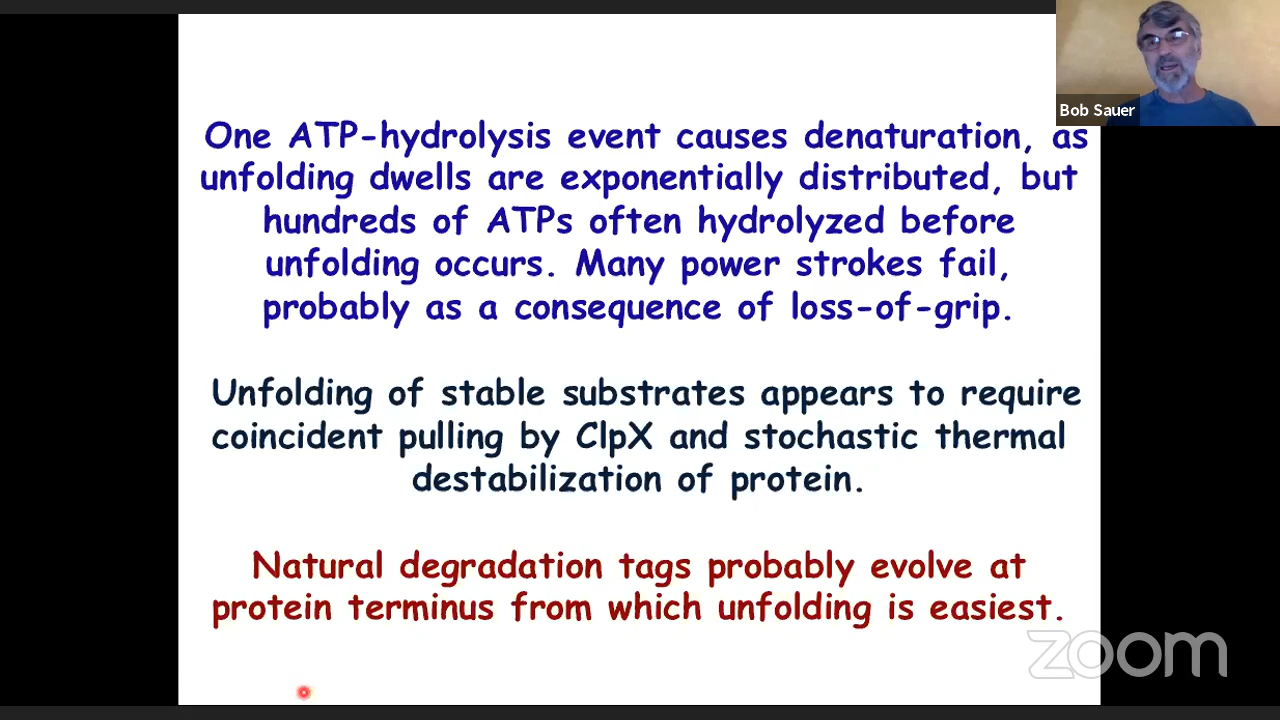 One ATP-hydrolysis event causes denaturation, as
unfolding dwells are exponentially distributed, but
hundreds of ATPs often hydrolyzed before
unfolding occurs. Many power strokes fail,
probably as a consequence of loss-of-grip.
Unfolding of stable substrates appears to require
coincident pulling by ClpX and stochastic thermal
destabilization of protein.
Natural degradation tags probably evolve at
protein terminus from which unfolding is easiest.
Bob Sauer
zoom